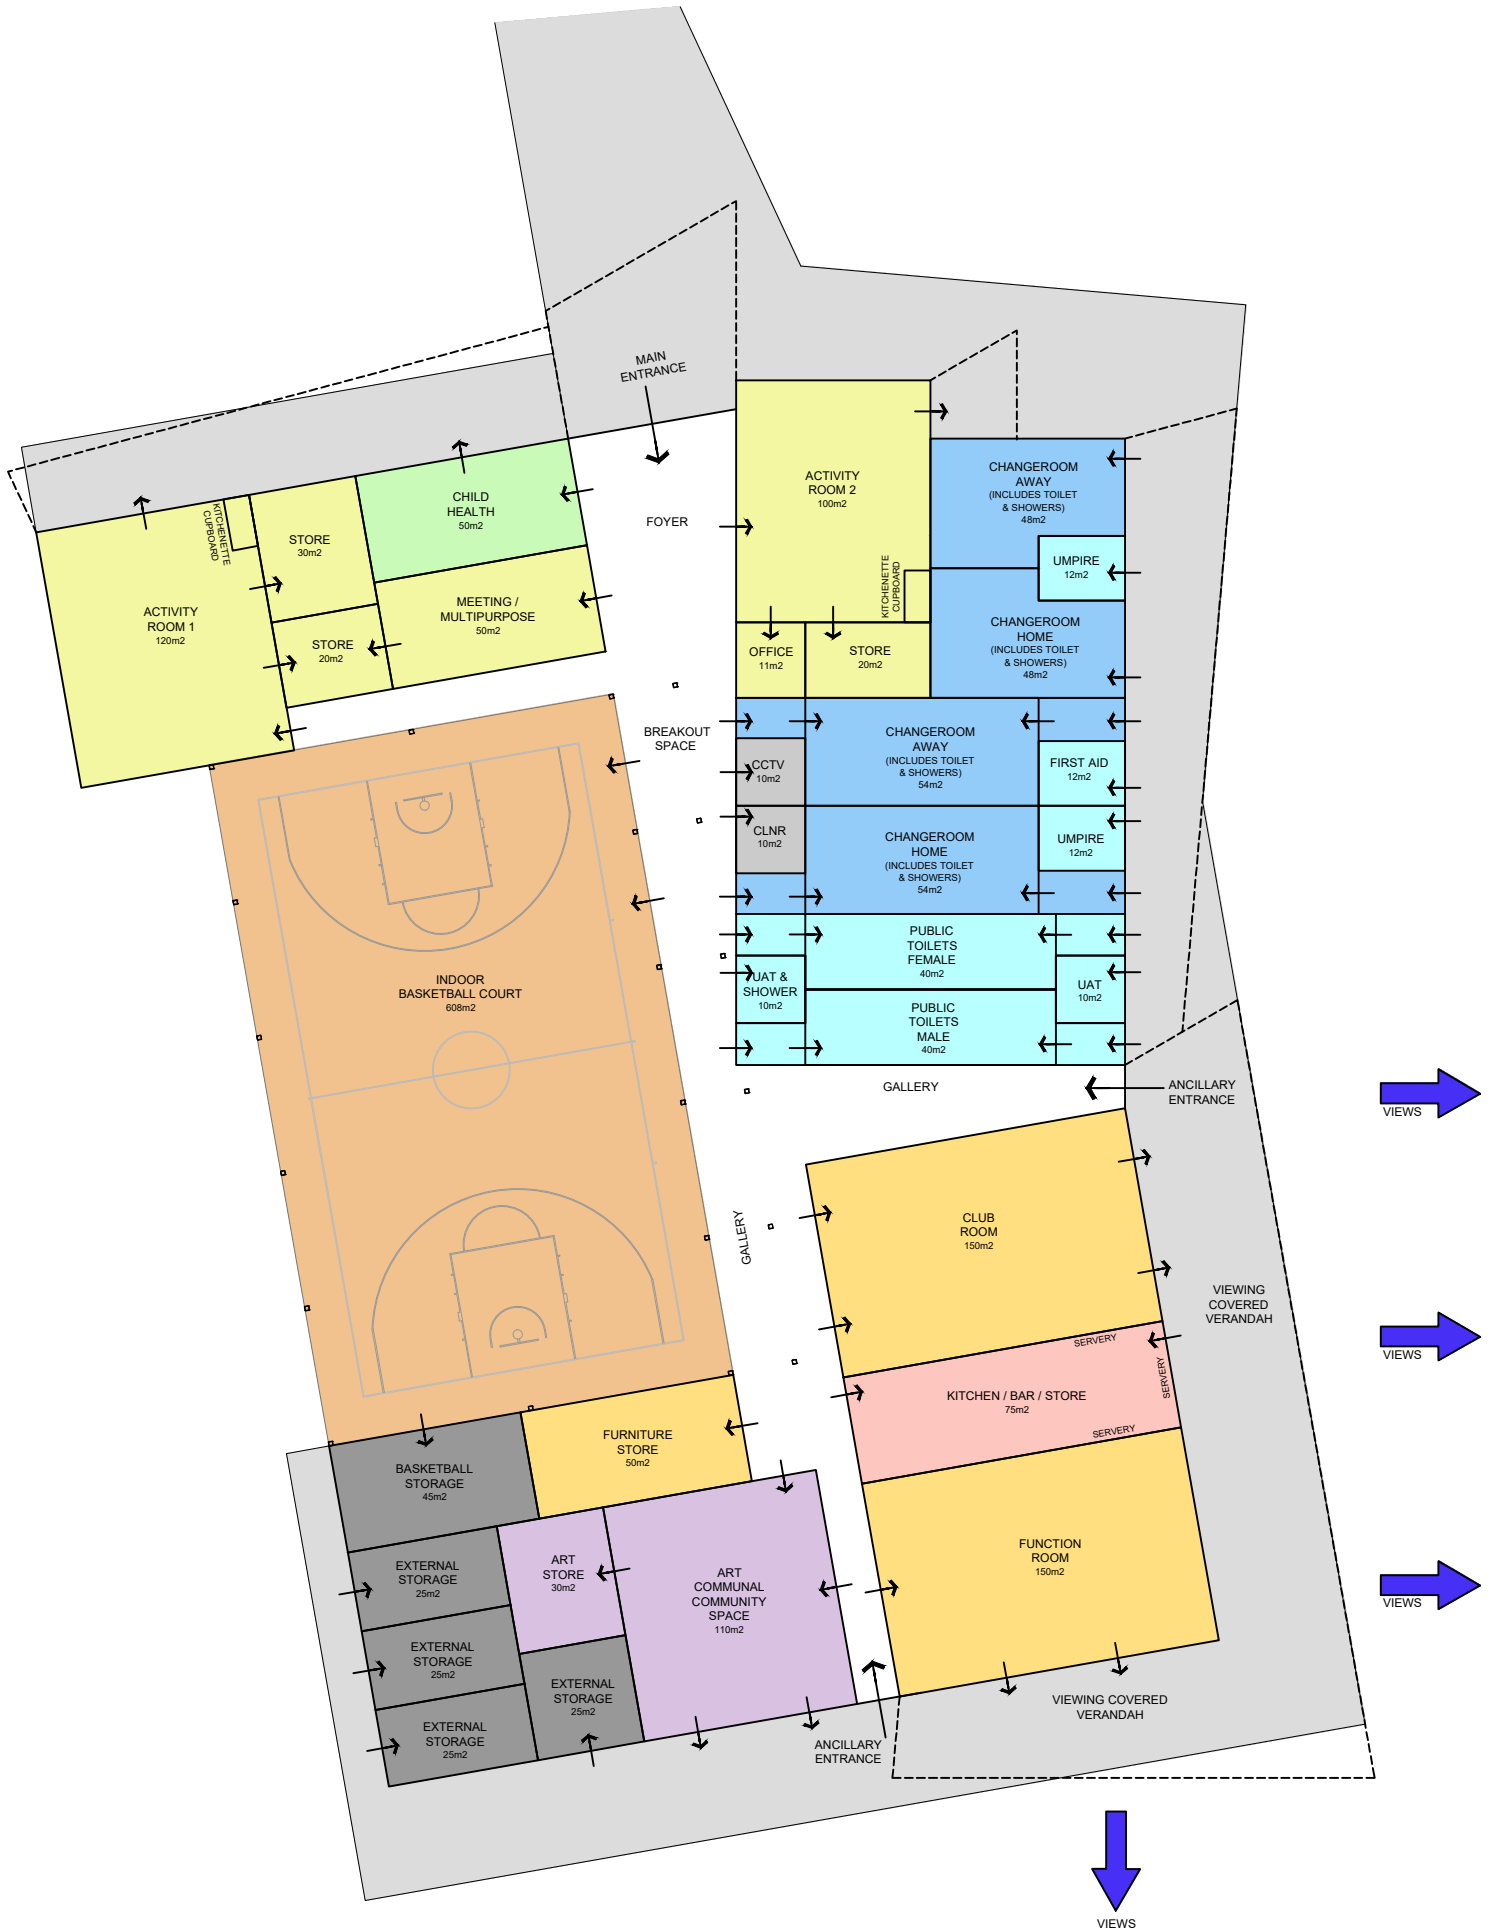 MAIN
ENTRANCE
FOYER
CHILD
HEALTH
50m2
KITCHENETTE
CUPBOARD
STORE
30m2
ACTIVITY
ROOM 1
120m2
MEETING /
MULTIPURPOSE
50m2
STORE
20m2
ACTIVITY
ROOM 2
100m2
KITCHENETTE
CUPBOARD
CHANGEROOM
AWAY
(INCLUDES TOILET
& SHOWERS)
48m2
UMPIRE
12m2
CHANGEROOM
HOME
(INCLUDES TOILET
& SHOWERS)
48m2
OFFICE
11m2
STORE
20m2
BREAKOUT
SPACE
CHANGEROOM
AWAY
(INCLUDES TOILET
& SHOWERS)
54m2
CCTV
10m2
FIRST AID
12m2
CLNR
10m2
CHANGEROOM
HOME
(INCLUDES TOILET
& SHOWERS)
54m2
UMPIRE
12m2
PUBLIC
TOILETS
FEMALE
40m2
UAT &
SHOWER
10m2
UAT
10m2
PUBLIC
TOILETS
MALE
40m2
INDOOR
BASKETBALL COURT
608m2
GALLERY
ANCILLARY
ENTRANCE
VIEWS
GALLERY
CLUB
ROOM
150m2
VIEWING
COVERED
VERANDAH
VIEWS
SERVERY
SERVERY
KITCHEN / BAR / STORE
75m2
SERVERY
FURNITURE
STORE
50m2
BASKETBALL
STORAGE
45m2
FUNCTION
ROOM
150m2
VIEWS
EXTERNAL
STORAGE
25m2
ART
STORE
30m2
ART
COMMUNAL
COMMUNITY
SPACE
110m2
EXTERNAL
STORAGE
25m2
EXTERNAL
STORAGE
25m2
EXTERNAL
STORAGE
25m2
VIEWING COVERED
VERANDAH
ANCILLARY
ENTRANCE
VIEWS